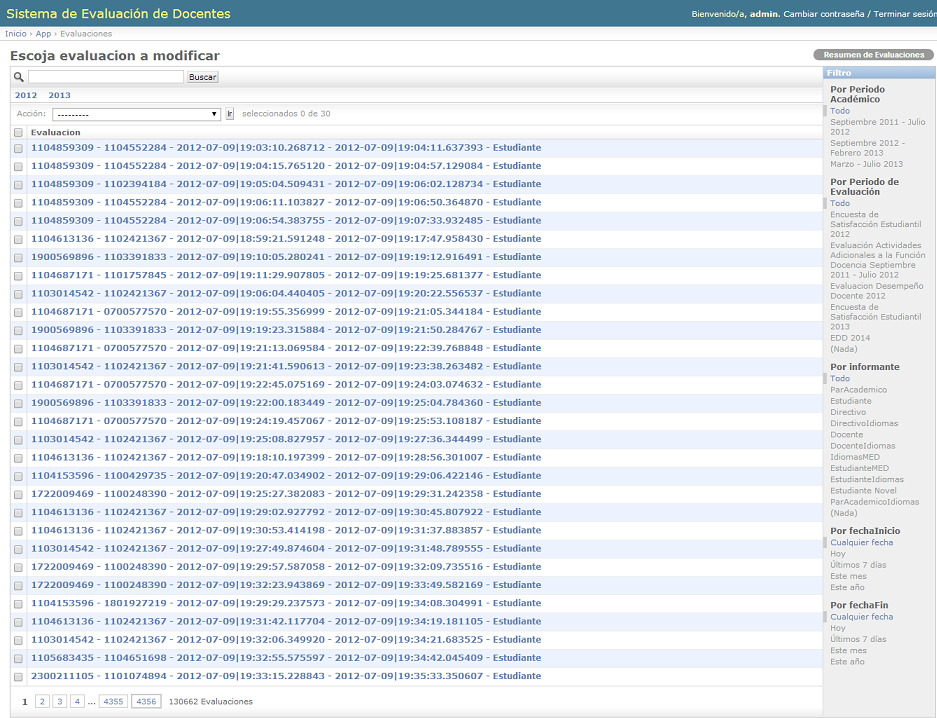 Sistema de Evaluación de Docentes
Bienvenido/a, admin. Cambiar contraseña / Terminar sesión
Inicio › App › Evaluaciones
Escoja evaluacion a modificar
Resumen de Evaluaciones
Buscar
2012 2013
Acción: --------- Ir seleccionados 0 de 30
Evaluacion
1104859309 - 1104552284 - 2012-07-09|19:03:10.268712 - 2012-07-09|19:04:11.637393 - Estudiante
1104859309 - 1104552284 - 2012-07-09|19:04:15.765120 - 2012-07-09|19:04:57.129084 - Estudiante
1104859309 - 1102394184 - 2012-07-09|19:05:04.509431 - 2012-07-09|19:06:02.128734 - Estudiante
1104859309 - 1104552284 - 2012-07-09|19:06:11.103827 - 2012-07-09|19:06:50.364870 - Estudiante
1104859309 - 1104552284 - 2012-07-09|19:06:54.383755 - 2012-07-09|19:07:33.932485 - Estudiante
1104613136 - 1102421367 - 2012-07-09|18:59:21.591248 - 2012-07-09|19:17:47.958430 - Estudiante
1900569896 - 1103391833 - 2012-07-09|19:10:05.280241 - 2012-07-09|19:19:12.916491 - Estudiante
1104687171 - 1101757845 - 2012-07-09|19:11:29.907805 - 2012-07-09|19:19:25.681377 - Estudiante
1103014542 - 1102421367 - 2012-07-09|19:06:04.440405 - 2012-07-09|19:20:22.556537 - Estudiante
1104687171 - 0700577570 - 2012-07-09|19:19:55.356999 - 2012-07-09|19:21:05.344184 - Estudiante
1900569896 - 1103391833 - 2012-07-09|19:19:23.315884 - 2012-07-09|19:21:50.284767 - Estudiante
1104687171 - 0700577570 - 2012-07-09|19:21:13.069584 - 2012-07-09|19:22:39.768848 - Estudiante
1103014542 - 1102421367 - 2012-07-09|19:21:41.590613 - 2012-07-09|19:23:38.263482 - Estudiante
1104687171 - 0700577570 - 2012-07-09|19:22:45.075169 - 2012-07-09|19:24:03.074632 - Estudiante
1900569896 - 1103391833 - 2012-07-09|19:22:00.183449 - 2012-07-09|19:25:04.784360 - Estudiante
1104687171 - 0700577570 - 2012-07-09|19:24:19.457067 - 2012-07-09|19:25:53.108187 - Estudiante
1103014542 - 1102421367 - 2012-07-09|19:25:08.827957 - 2012-07-09|19:27:36.344499 - Estudiante
1104613136 - 1102421367 - 2012-07-09|19:18:10.197399 - 2012-07-09|19:28:56.301007 - Estudiante
1104153596 - 1100429735 - 2012-07-09|19:20:47.034902 - 2012-07-09|19:29:06.422146 - Estudiante
1722009469 - 1100248390 - 2012-07-09|19:25:27.382083 - 2012-07-09|19:29:31.242358 - Estudiante
1104613136 - 1102421367 - 2012-07-09|19:29:02.927792 - 2012-07-09|19:30:45.807922 - Estudiante
1104613136 - 1102421367 - 2012-07-09|19:30:53.414198 - 2012-07-09|19:31:37.883857 - Estudiante
1103014542 - 1102421367 - 2012-07-09|19:27:49.874604 - 2012-07-09|19:31:48.789555 - Estudiante
1722009469 - 1100248390 - 2012-07-09|19:29:57.587058 - 2012-07-09|19:32:09.735516 - Estudiante
1722009469 - 1100248390 - 2012-07-09|19:32:23.943869 - 2012-07-09|19:33:49.582169 - Estudiante
1104153596 - 1801927219 - 2012-07-09|19:29:29.237573 - 2012-07-09|19:34:08.304991 - Estudiante
1104613136 - 1102421367 - 2012-07-09|19:31:42.117704 - 2012-07-09|19:34:19.181105 - Estudiante
1103014542 - 1102421367 - 2012-07-09|19:32:06.349920 - 2012-07-09|19:34:21.683525 - Estudiante
1105683435 - 1104651698 - 2012-07-09|19:32:55.575597 - 2012-07-09|19:34:42.045409 - Estudiante
2300211105 - 1101074894 - 2012-07-09|19:33:15.228843 - 2012-07-09|19:35:33.350607 - Estudiante
1 2 3 4 ... 4355 4356 130662 Evaluaciones
Filtro
Por Periodo
Académico
Todo
Septiembre 2011 - Julio
2012
Septiembre 2012 -
Febrero 2013
Marzo - Julio 2013
Por Periodo de
Evaluación
Todo
Encuesta de
Satisfacción Estudiantil
2012
Evaluación Actividades
Adicionales a la Función
Docencia Septiembre
2011 - Julio 2012
Evaluacion Desempeño
Docente 2012
Encuesta de
Satisfacción Estudiantil
2013
EDD 2014
(Nada)
Por informante
Todo
ParAcademico
Estudiante
Directivo
DirectivoIdiomas
Docente
DocenteIdiomas
IdiomasMED
EstudianteMED
EstudianteIdiomas
Estudiante Novel
ParAcademicoIdiomas
(Nada)
Por fechaInicio
Cualquier fecha
Hoy
Últimos 7 días
Este mes
Este año
Por fechaFin
Cualquier fecha
Hoy
Últimos 7 días
Este mes
Este año